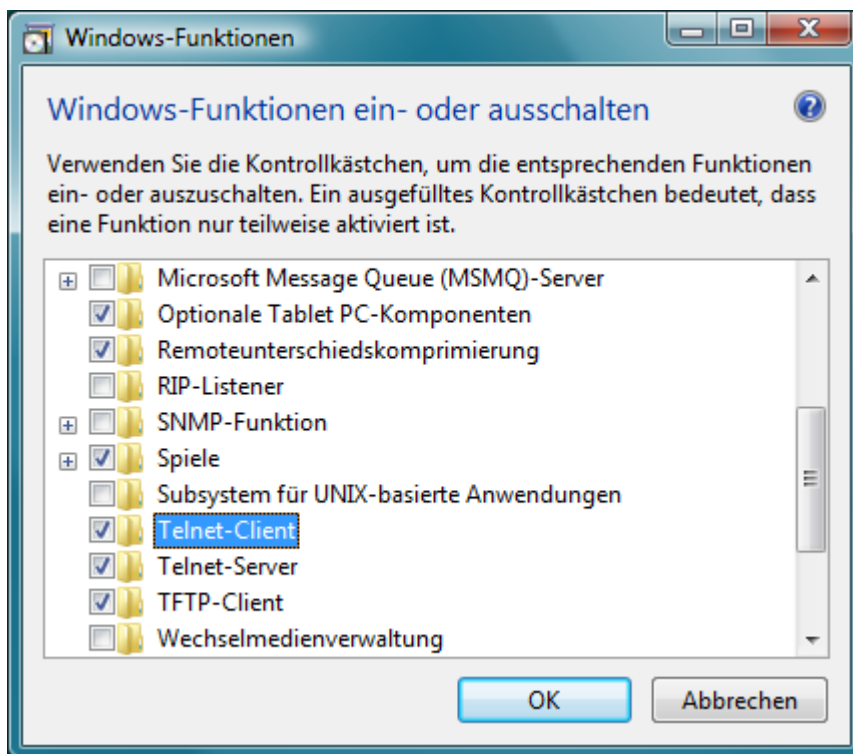 Windows-Funktionen
Windows-Funktionen ein- oder ausschalten
Verwenden Sie die Kontrollkästchen, um die entsprechenden Funktionen
ein- oder auszuschalten. Ein ausgefülltes Kontrollkästchen bedeutet, dass
eine Funktion nur teilweise aktiviert ist.
Microsoft Message Queue (MSMQ)-Server
Optionale Tablet PC-Komponenten
Remoteunterschiedskomprimierung
RIP-Listener
SNMP-Funktion
Spiele
Subsystem für UNIX-basierte Anwendungen
Telnet-Client
Telnet-Server
TFTP-Client
Wechselmedienverwaltung
OK Abbrechen